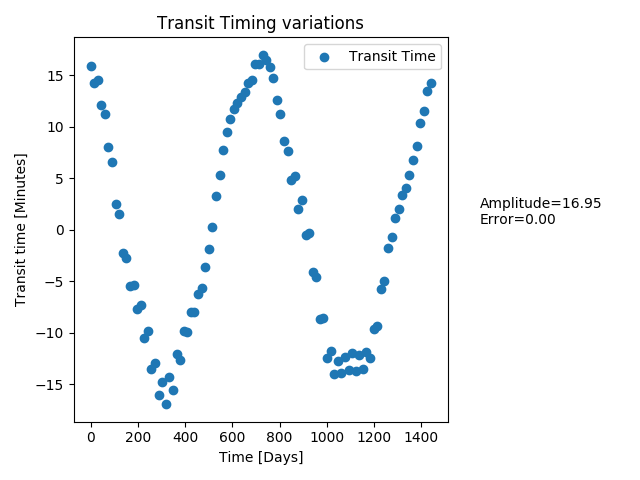 Transit Timing variations
Transit Time
15
10
5
0
−5
−10
−15
Transit time [Minutes]
0 200 400 600 800 1000 1200 1400
Time [Days]
Amplitude=16.95
Error=0.00